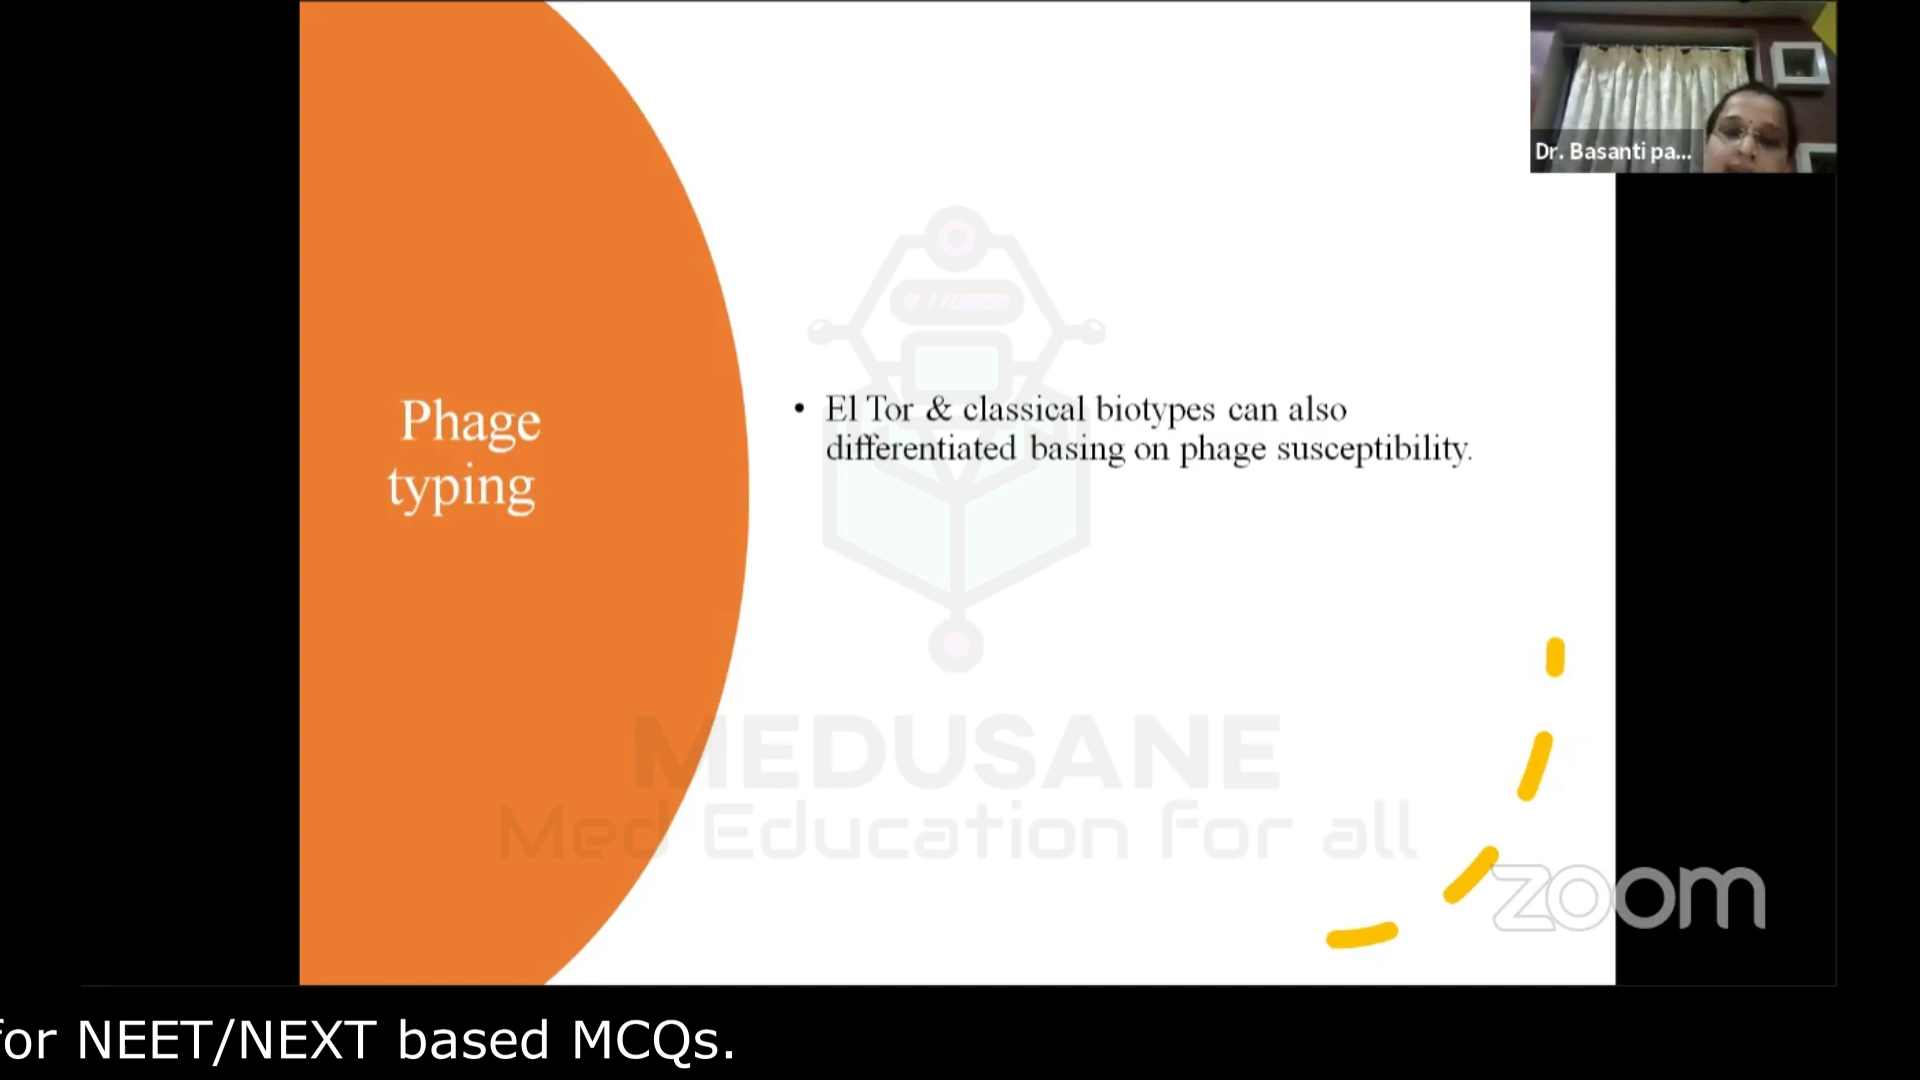 Dr. Basanti pa...
Phage
typing
• El Tor & classical biotypes can also
differentiated basing on phage susceptibility.
MEDUSANE
Med Education for all
zoom
for NEET/NEXT based MCQs.